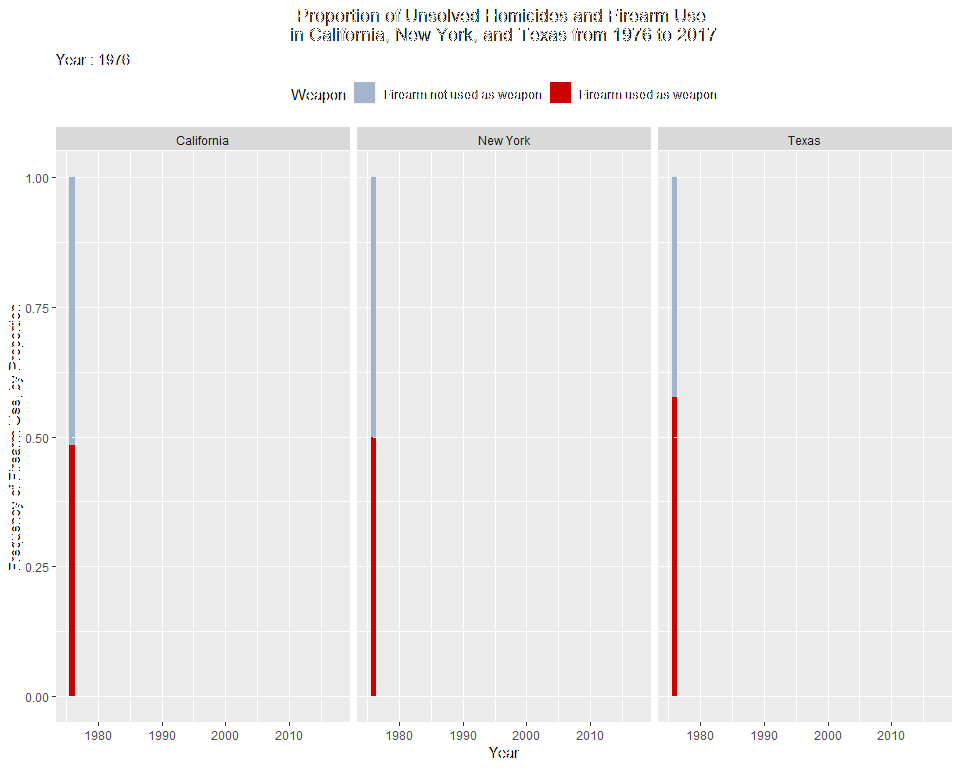 Proportion of Unsolved Homicides and Firearm Use
in California, New York, and Texas from 1976 to 2017
Year : 1976
Weapon Firearm not used as weapon Firearm used as weapon
California New York Texas
Frequency of Firearm Use, by Proportion
1.00
0.75
0.50
0.25
0.00
1980 1990 2000 2010 1980 1990 2000 2010 1980 1990 2000 2010
Year